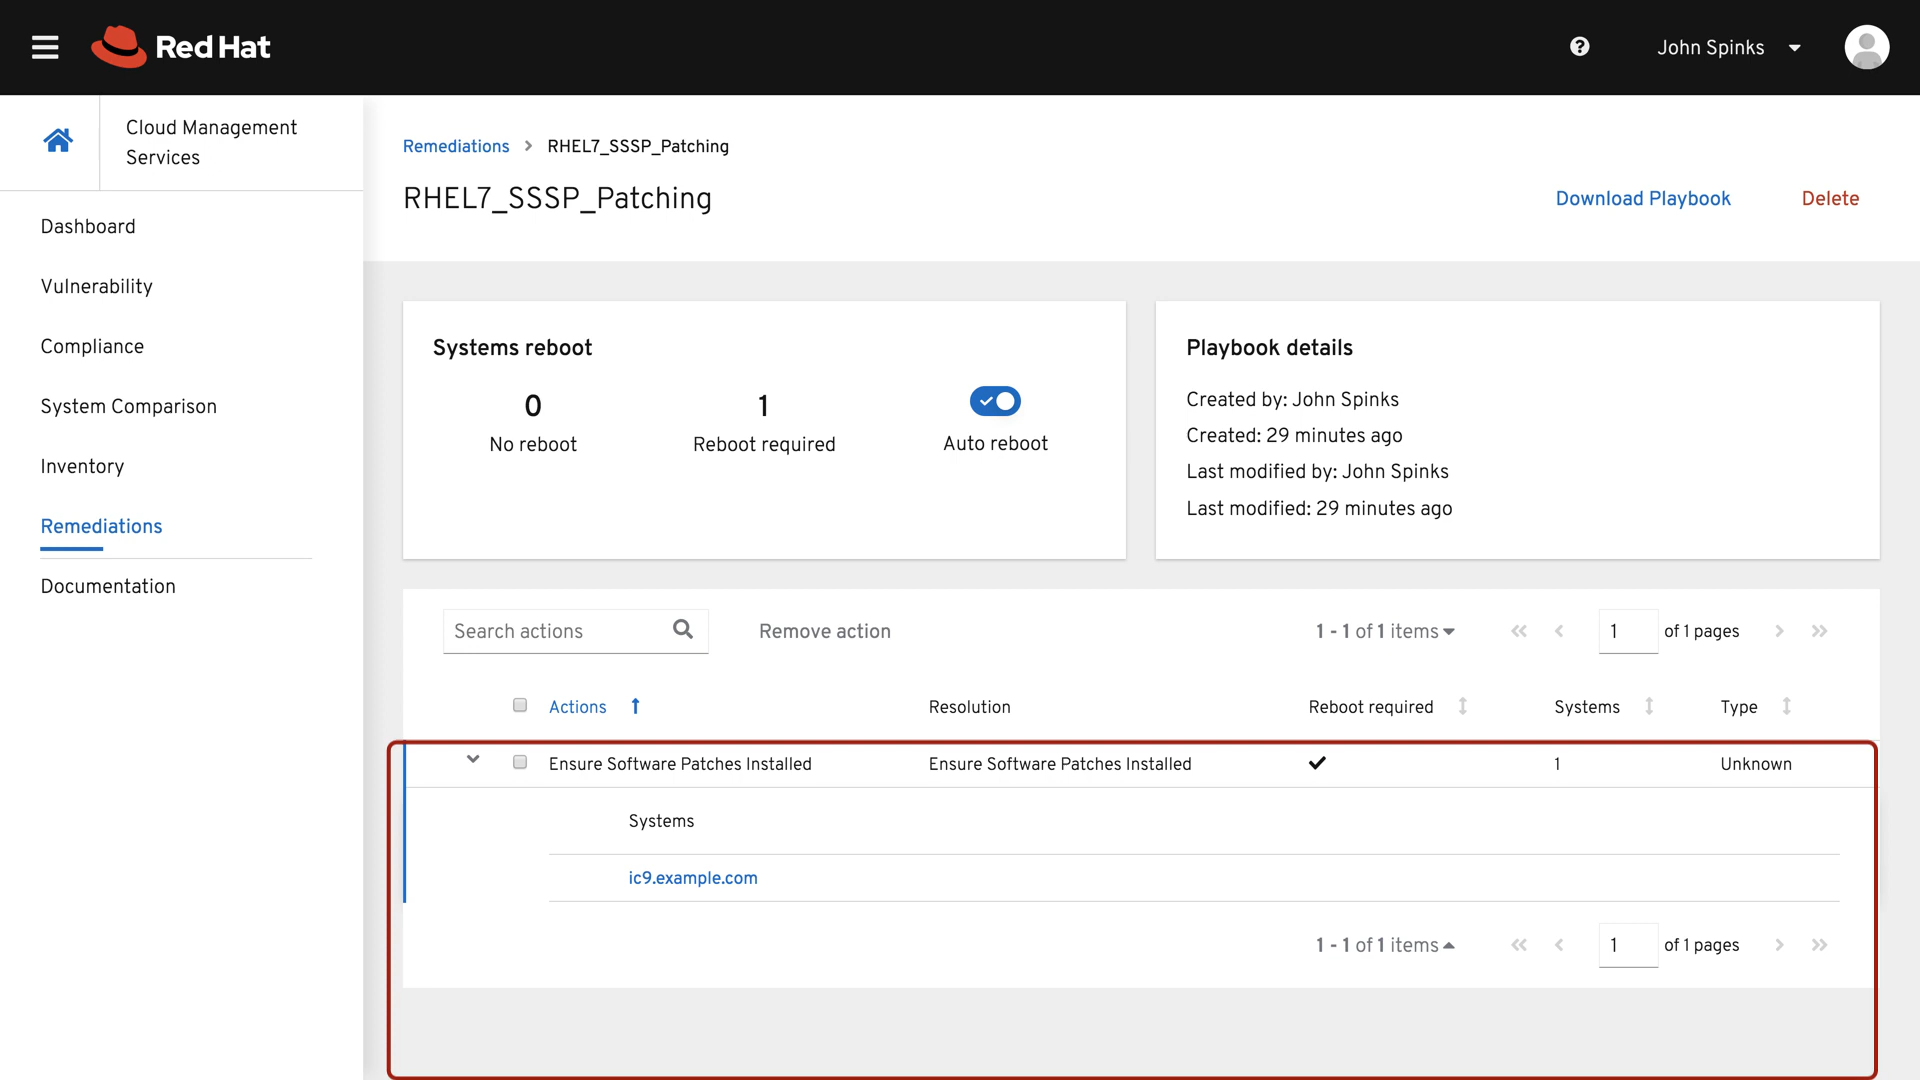 Red Hat
John Spinks
Cloud Management
Services
Dashboard
Vulnerability
Compliance
System Comparison
Inventory
Remediations
Documentation
Remediations > RHEL7_SSSP_Patching
RHEL7_SSSP_Patching
Download Playbook
Delete
Systems reboot
0
No reboot
1
Reboot required
Auto reboot
Playbook details
Created by: John Spinks
Created: 29 minutes ago
Last modified by: John Spinks
Last modified: 29 minutes ago
Search actions
Remove action
1 - 1 of 1 items
1 of 1 pages
Actions Resolution Reboot required Systems Type
Ensure Software Patches Installed Ensure Software Patches Installed 1 Unknown
Systems
ic9.example.com
1 - 1 of 1 items
1 of 1 pages